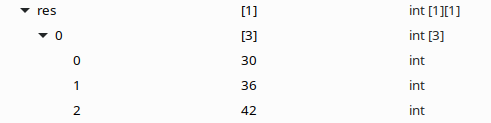 res [1] int [1][1]
0 [3] int [3]
0 30 int
1 36 int
2 42 int